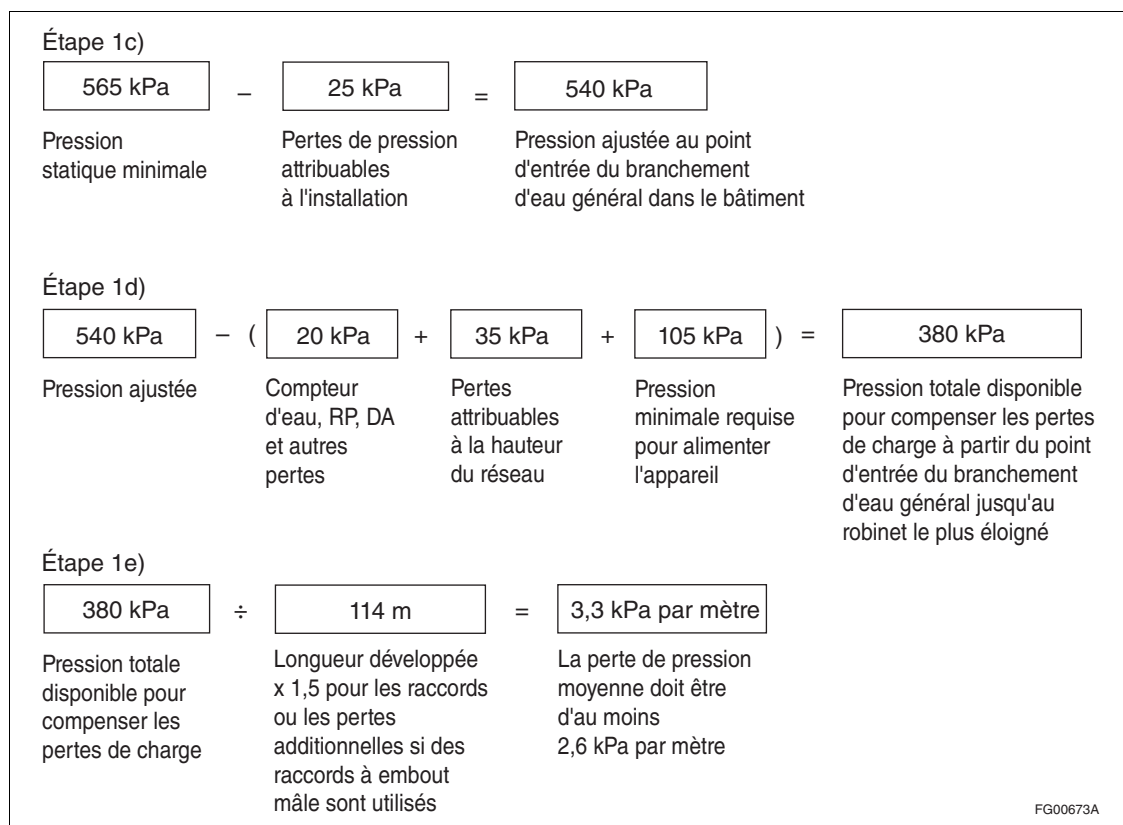 Étape 1c)
565 kPa – 25 kPa = 540 kPa
Pression
statique minimale
Pertes de pression
attribuables
à l'installation
Pression ajustée au point
d'entrée du branchement
d'eau général dans le bâtiment
Étape 1d)
540 kPa – ( 20 kPa + 35 kPa + 105 kPa ) = 380 kPa
Pression ajustée
Compteur
d'eau, RP, DA
et autres
pertes
Pertes
attribuables
à la hauteur
du réseau
Pression
minimale requise
pour alimenter
l'appareil
Pression totale disponible
pour compenser les pertes
de charge à partir du point
d'entrée du branchement
d'eau général jusqu'au
robinet le plus éloigné
Étape 1e)
380 kPa ÷ 114 m = 3,3 kPa par mètre
Pression totale
disponible pour
compenser les
pertes de charge
Longueur développée
x 1,5 pour les raccords
ou les pertes
additionnelles si des
raccords à embout
mâle sont utilisés
La perte de pression
moyenne doit être
d'au moins
2,6 kPa par mètre
FG00673A